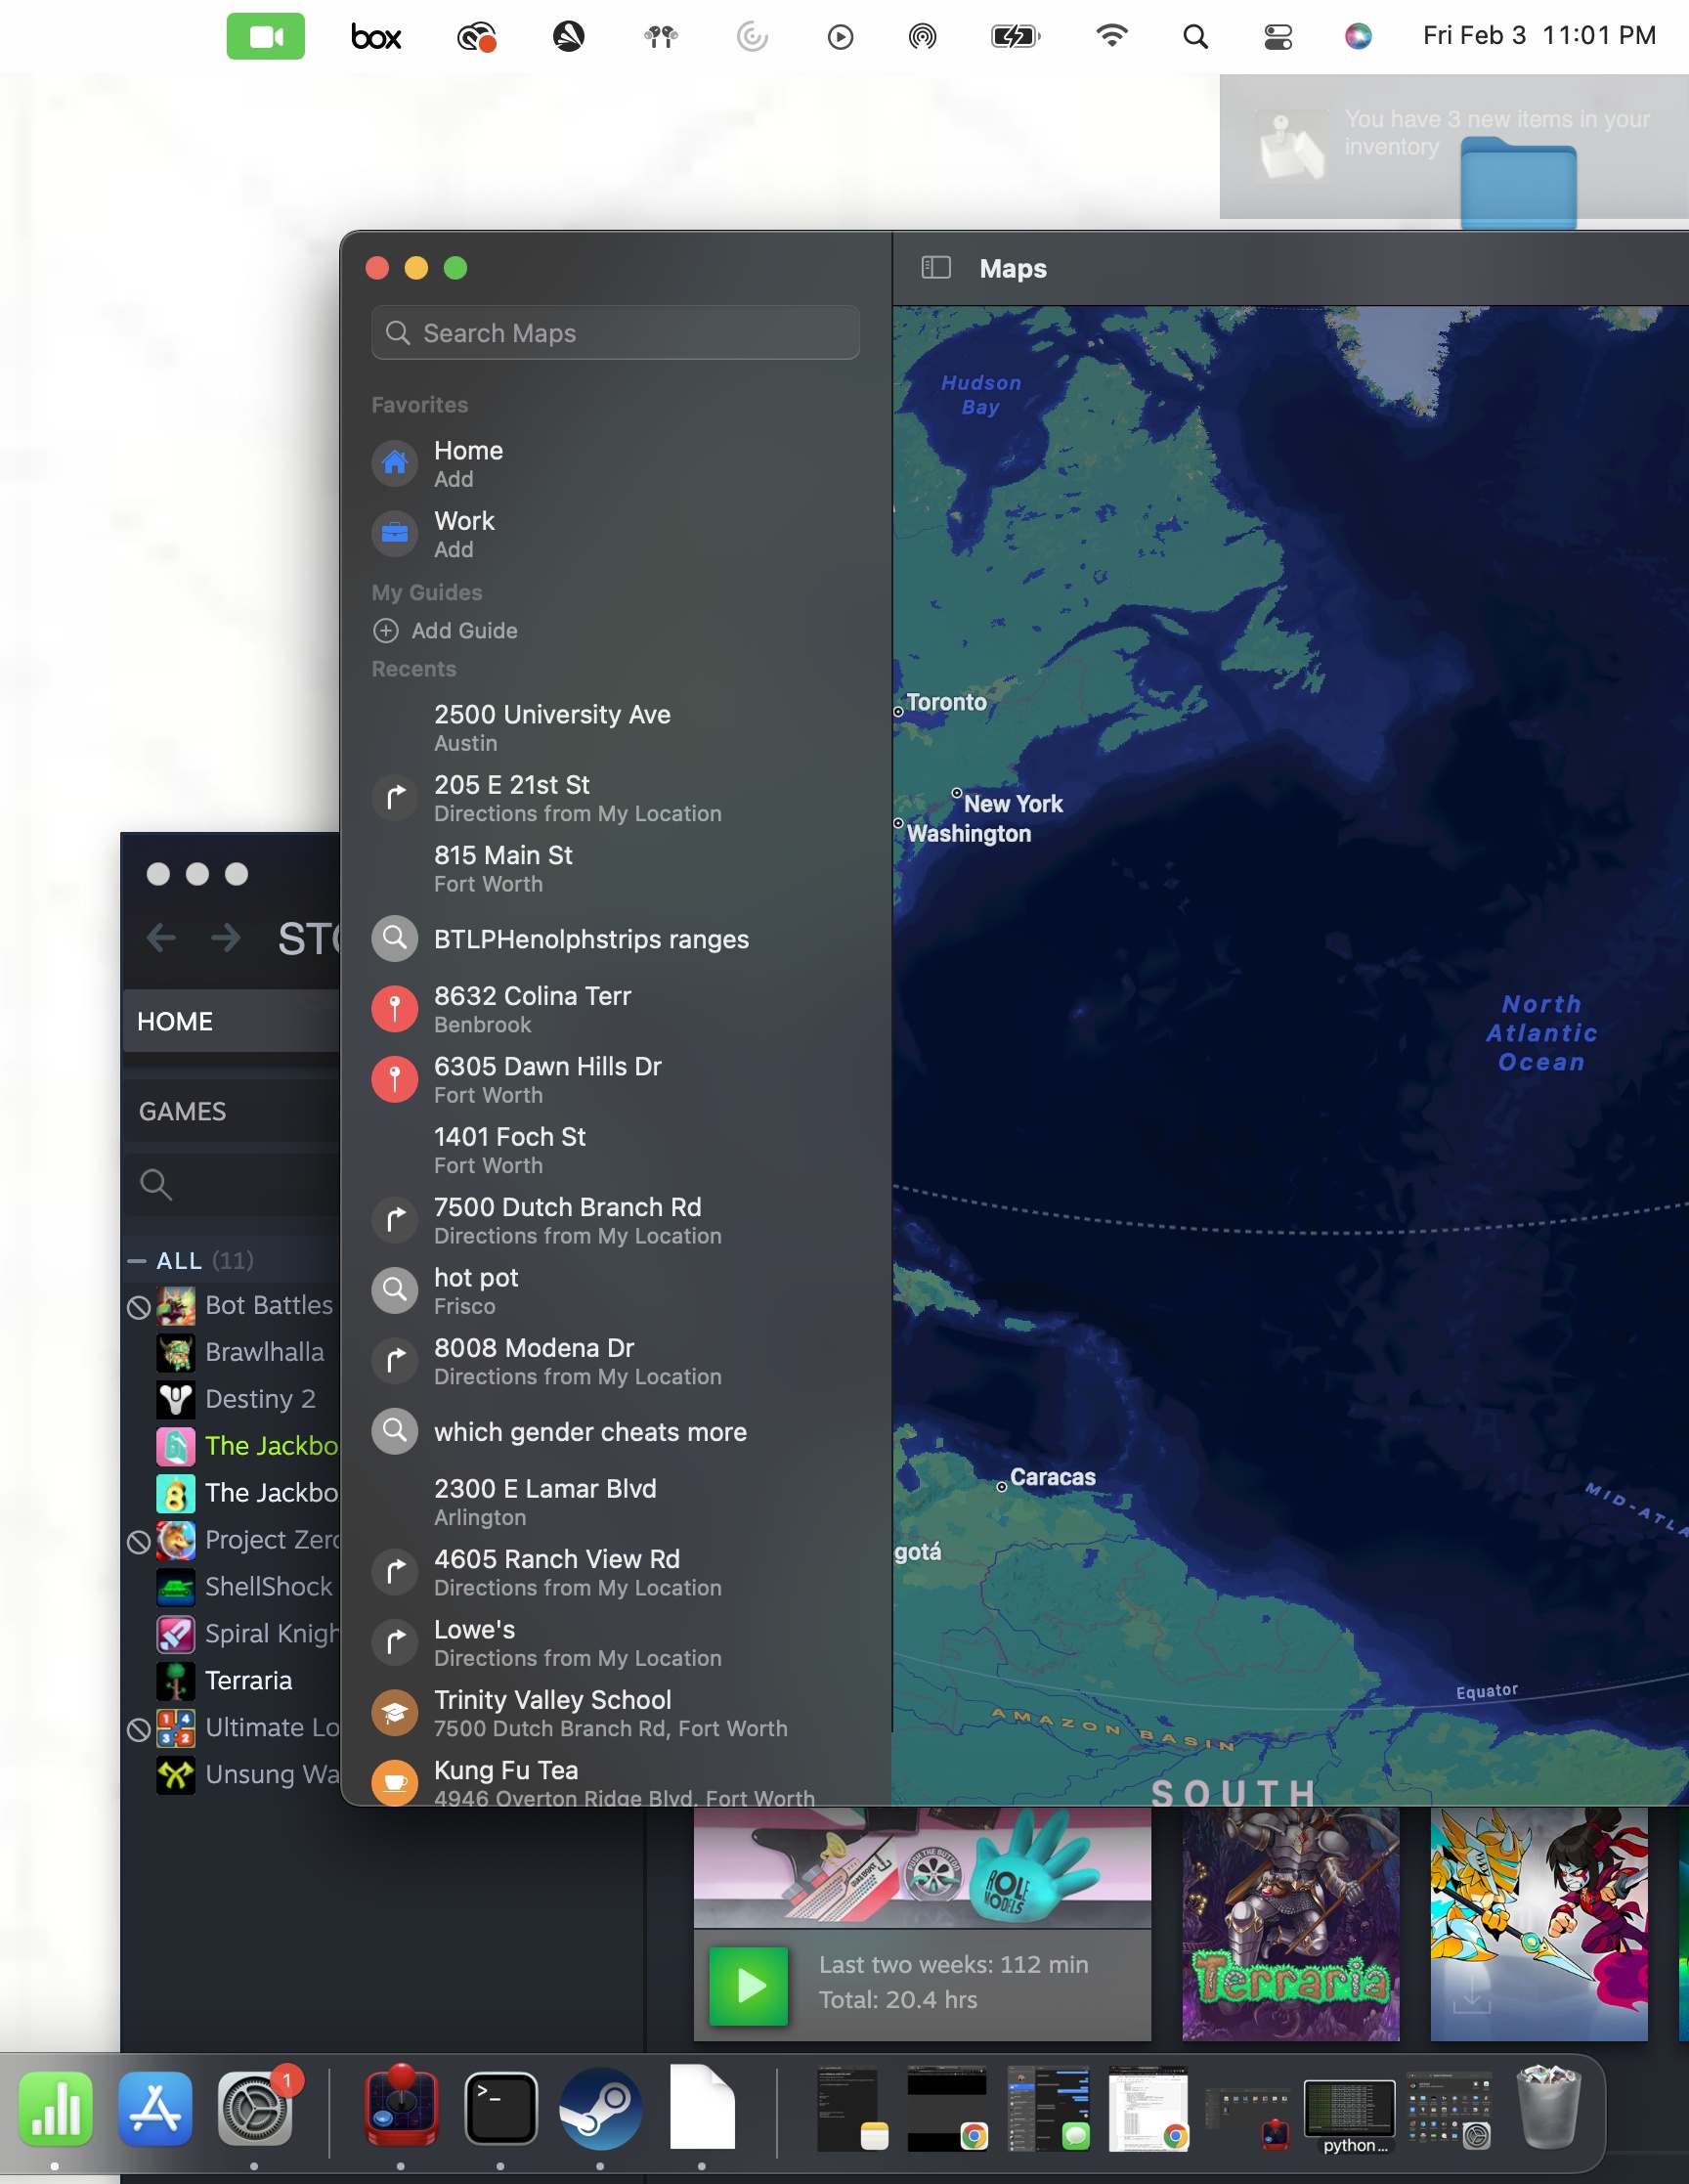 box
Fri Feb 3 11:01 PM
You have 3 new items in your
inventory
Maps
Search Maps
Favorites
Home
Add
Work
Add
My Guides
Add Guide
Recents
2500 University Ave
Austin
205 E 21st St
Directions from My Location
815 Main St
Fort Worth
BTLPHenolphstrips ranges
8632 Colina Terr
Benbrook
6305 Dawn Hills Dr
Fort Worth
1401 Foch St
Fort Worth
7500 Dutch Branch Rd
Directions from My Location
hot pot
Frisco
8008 Modena Dr
Directions from My Location
which gender cheats more
2300 E Lamar Blvd
Arlington
4605 Ranch View Rd
Directions from My Location
Lowe's
Directions from My Location
Trinity Valley School
7500 Dutch Branch Rd, Fort Worth
Kung Fu Tea
4946 Overton Ridge Blvd, Fort Worth
Hudson
Bay
Toronto
New York
Washington
North
Atlantic
Ocean
Caracas
gotá
MID-ATLA
Equator
AMAZON BASIN
SOUTH
STO
HOME
GAMES
ALL (11)
Bot Battles
Brawlhalla
Destiny 2
The Jackbo
The Jackbo
Project Zero
ShellShock
Spiral Knigh
Terraria
Ultimate Lo
Unsung Wa
PUSH THE BUTTON
ROLE
MODELS
Last two weeks: 112 min
Total: 20.4 hrs
Terraria
1
python...